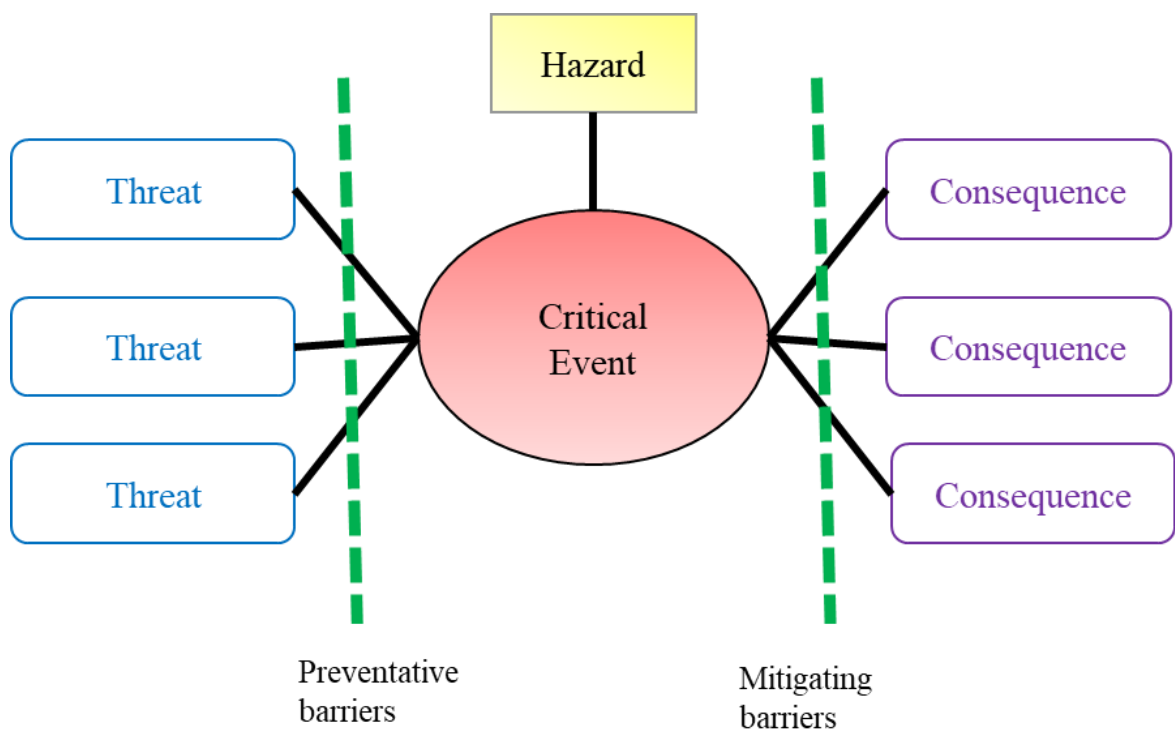 Hazard
Threat
Consequence
Critical
Event
Threat
Consequence
Threat
Consequence
Preventative
barriers
Mitigating
barriers